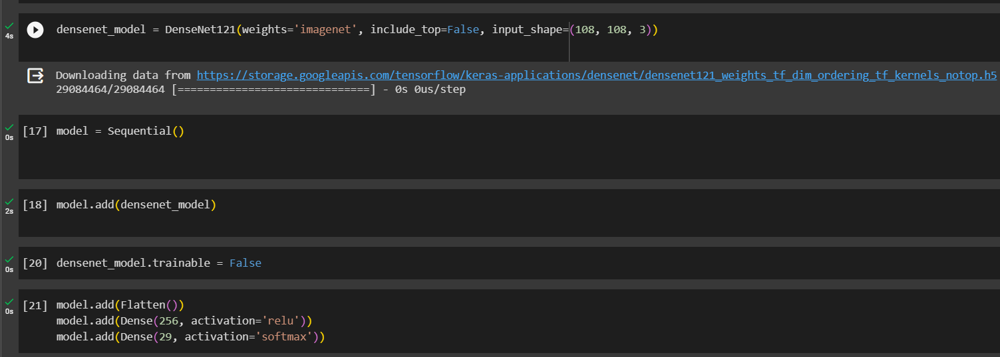 4s
densenet_model = DenseNet121(weights='imagenet', include_top=False, input_shape=(108, 108, 3))
Downloading data from https://storage.googleapis.com/tensorflow/keras-applications/densenet/densenet121_weights_tf_dim_ordering_tf_kernels_notop.h5
29084464/29084464 [==============================] - 0s 0us/step
0s
[17] model = Sequential()
2s
[18] model.add(densenet_model)
0s
[20] densenet_model.trainable = False
0s
[21] model.add(Flatten())
model.add(Dense(256, activation='relu'))
model.add(Dense(29, activation='softmax'))